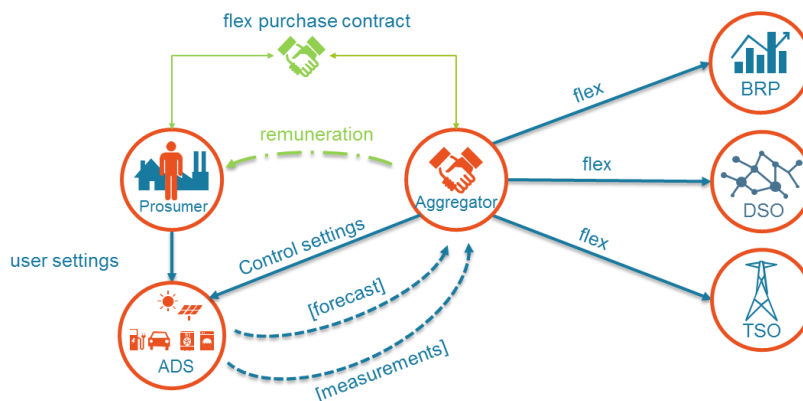 flex purchase contract
BRP
flex
remuneration
Prosumer
Aggregator
flex
DSO
user settings
Control settings
flex
[forecast]
TSO
ADS
[measurements]